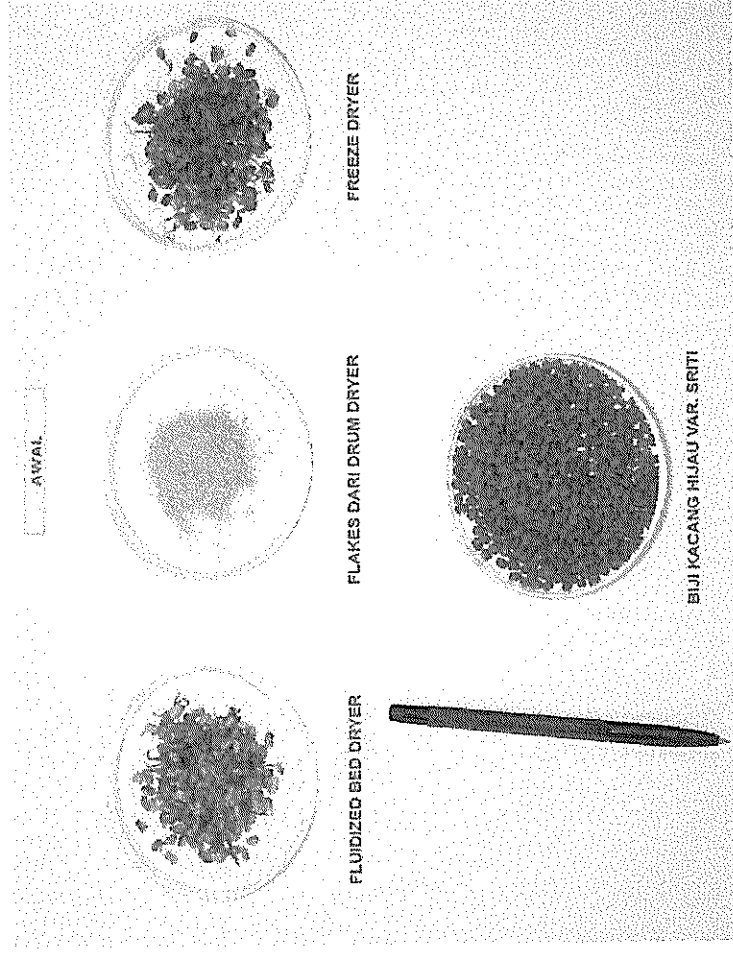 AWAL
FLUIDIZED BED DRYER
FLAKES DARI DRUM DRYER
FREEZE DRYER
BIJI KACANG HIJAU VAR. SRITI